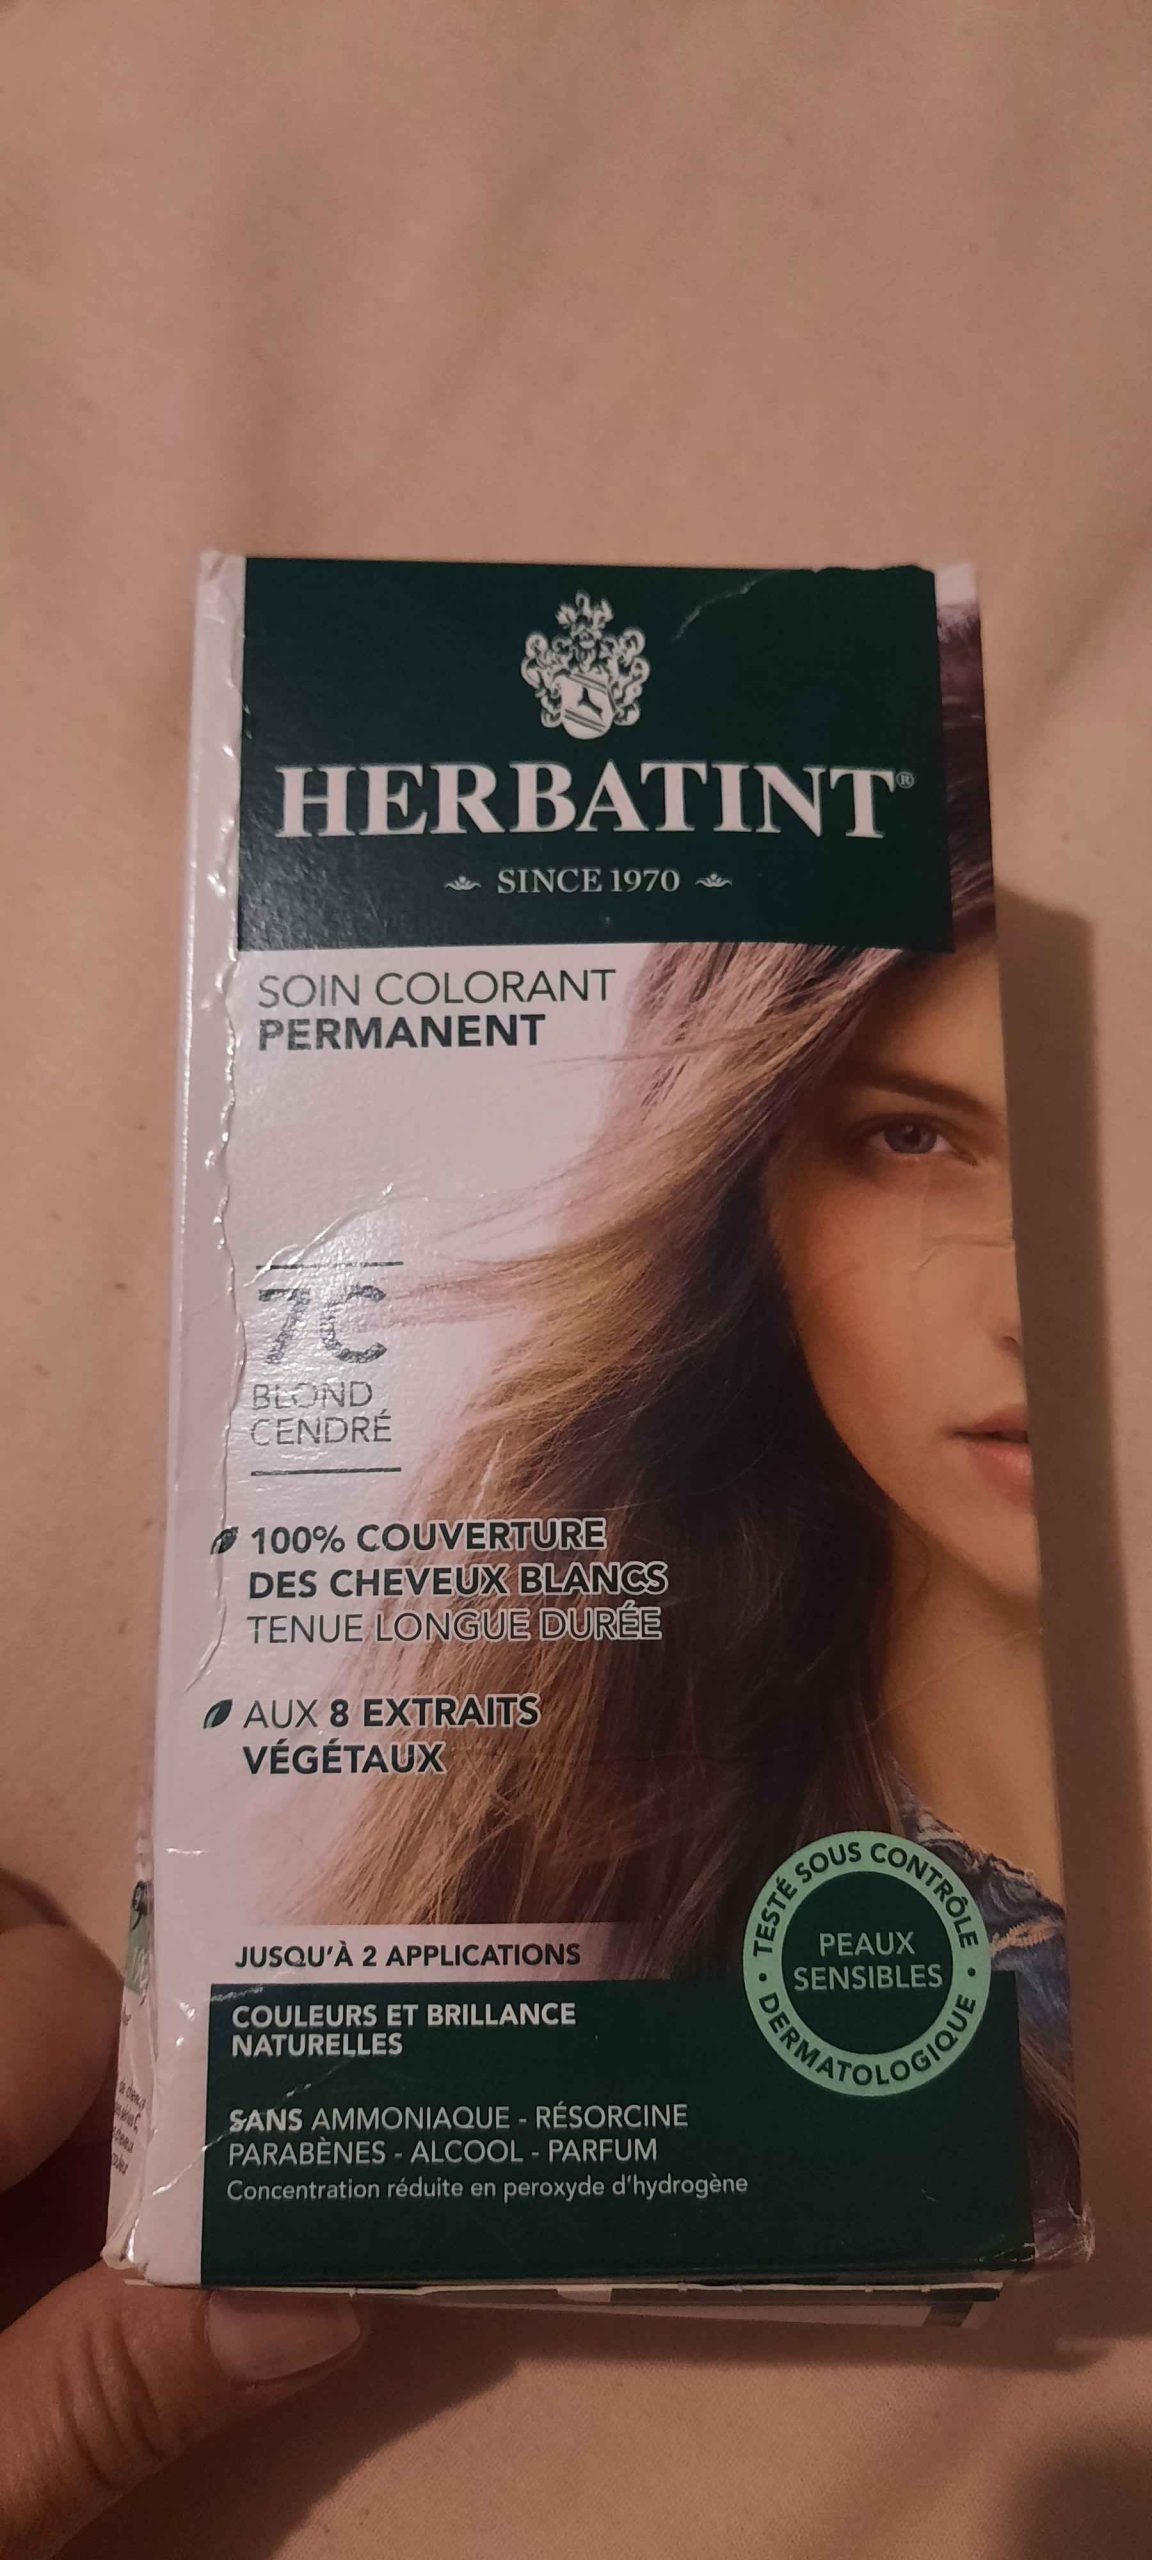 HERBATINT®
SINCE 1970
SOIN COLORANT
PERMANENT
7C
BLOND
CENDRÉ
100% COUVERTURE
DES CHEVEUX BLANCS
TENUE LONGUE DURÉE
AUX 8 EXTRAITS
VÉGÉTAUX
JUSQU'À 2 APPLICATIONS
TESTÉ SOUS CONTRÔLE
DERMATOLOGIQUE
PEAUX
SENSIBLES
COULEURS ET BRILLANCE
NATURELLES
SANS AMMONIAQUE - RÉSORCINE
PARABÈNES - ALCOOL - PARFUM
Concentration réduite en peroxyde d'hydrogène